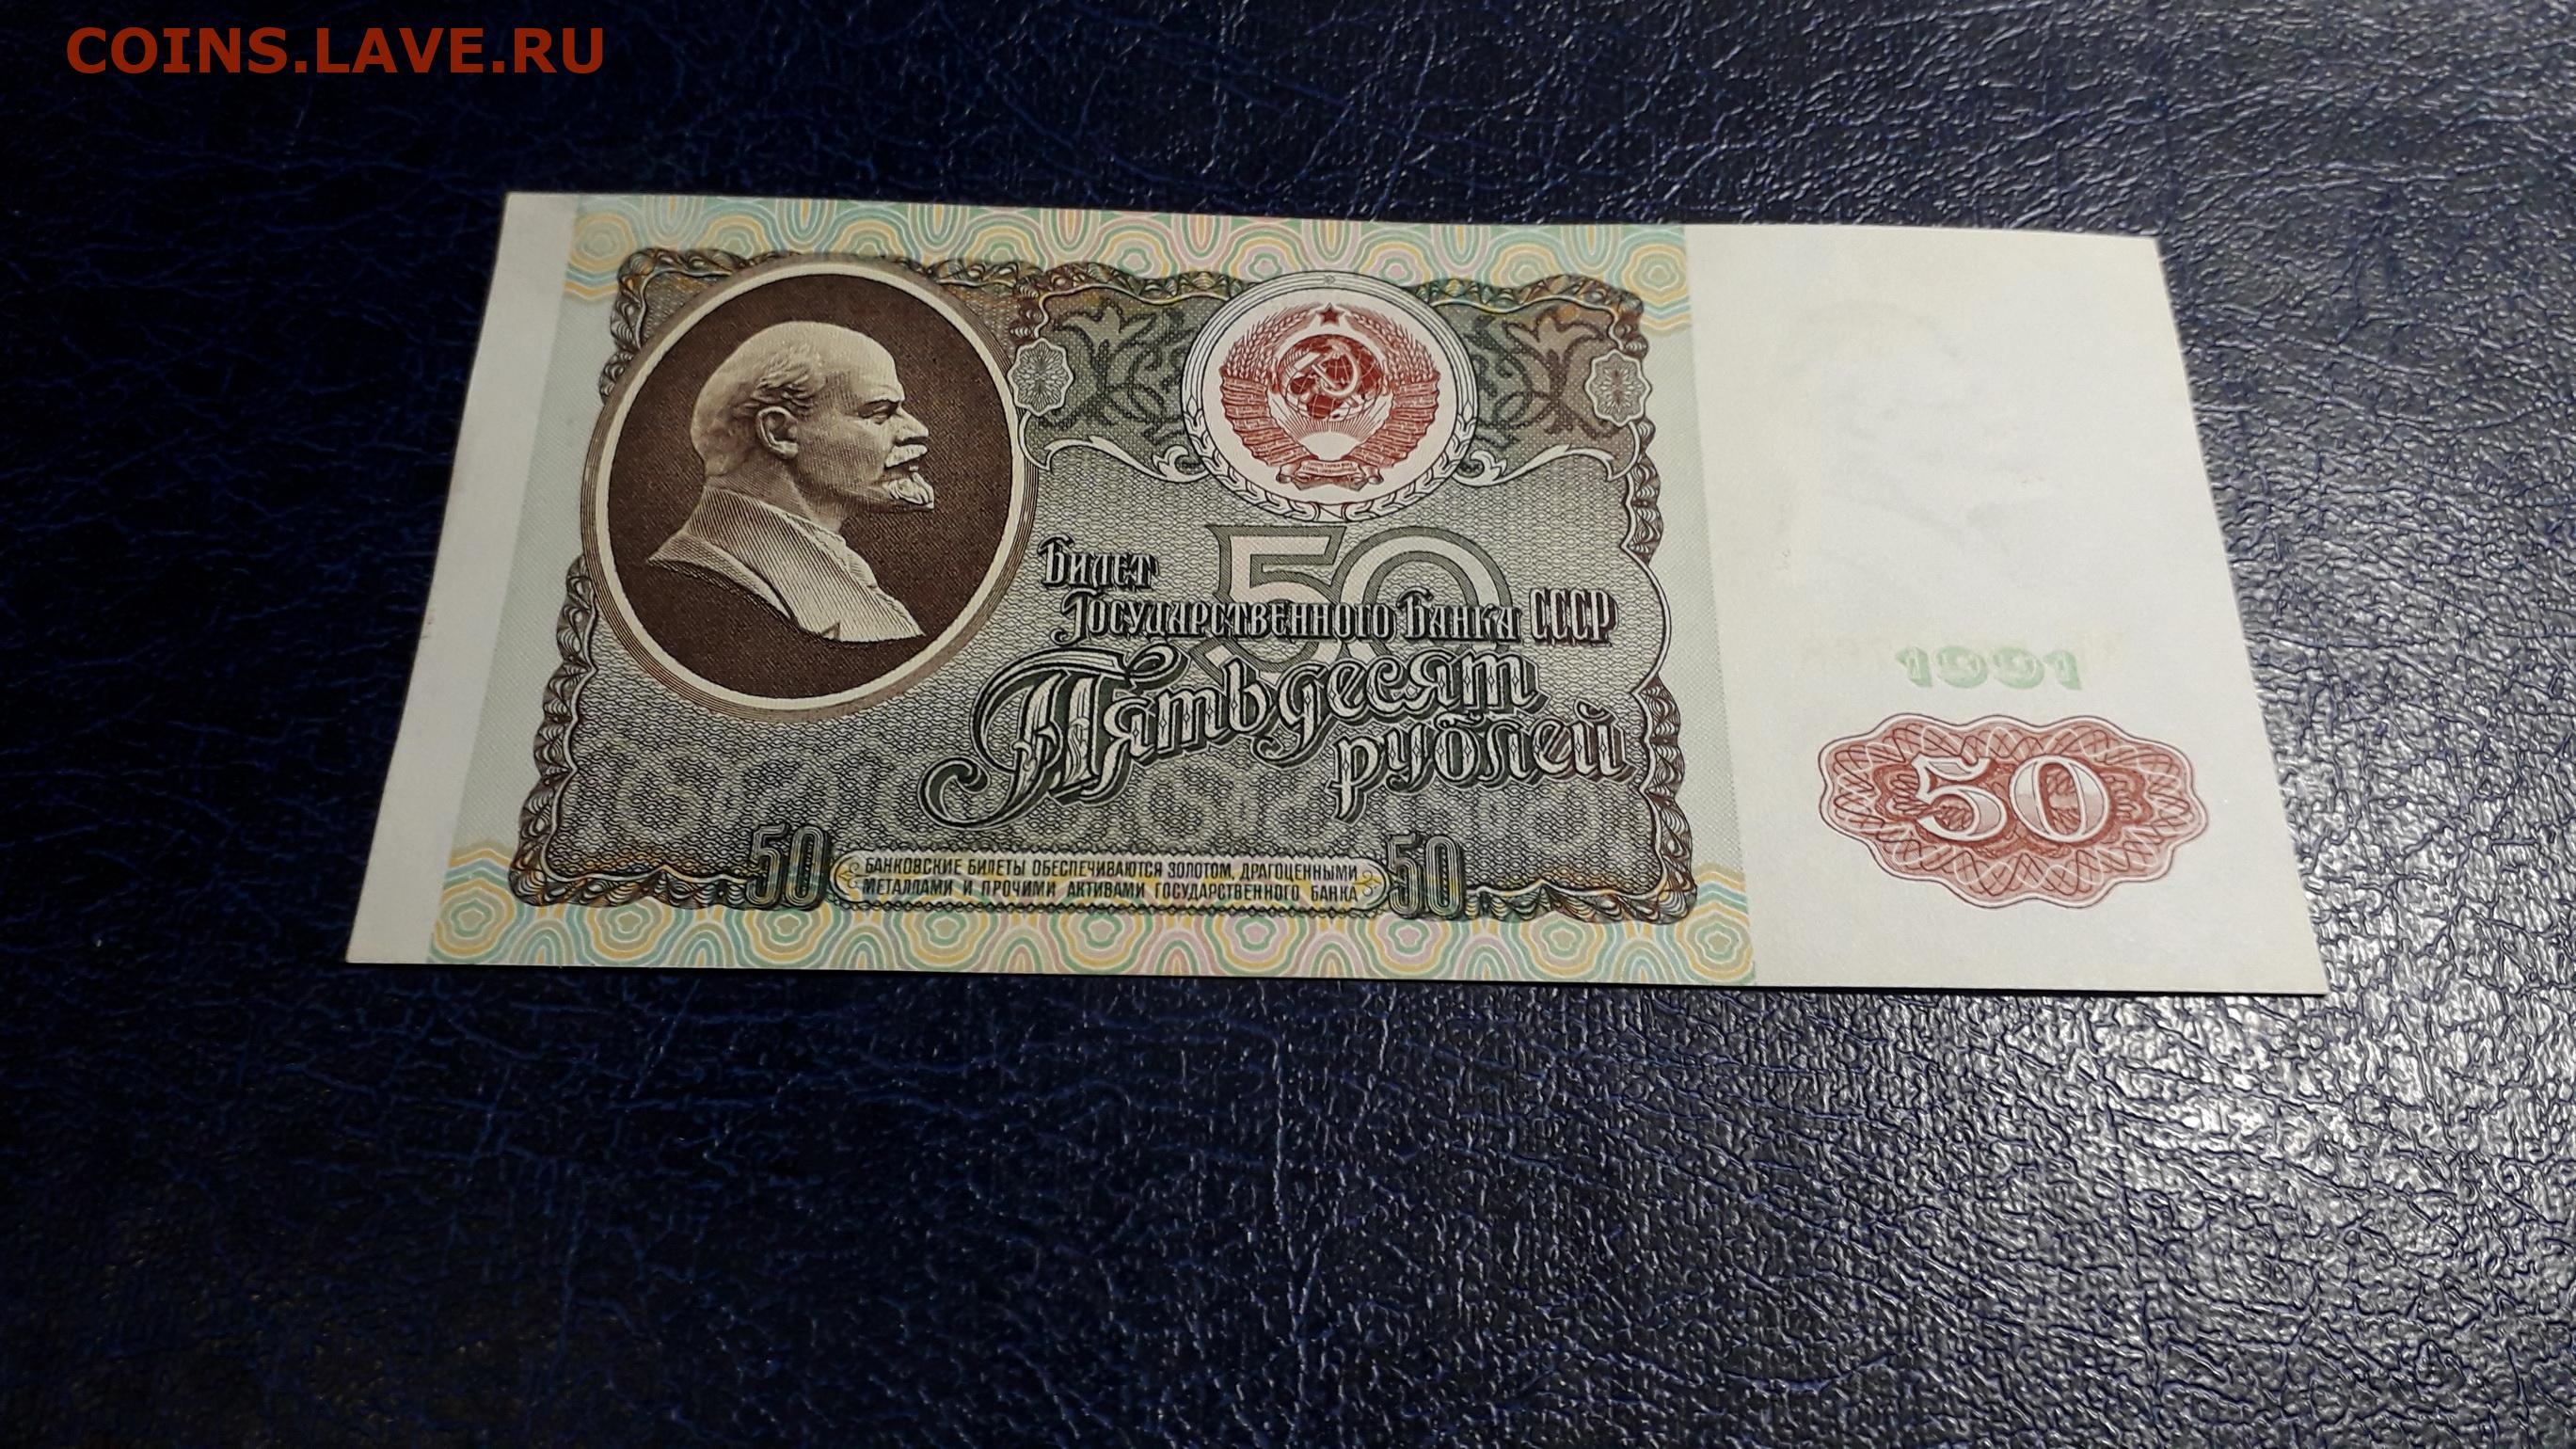 COINS.LAVE.RU
Билет
Государственного Банка СССР
50
Пятьдесят
рублей
1991
50
50
БАНКОВСКИЕ БИЛЕТЫ ОБЕСПЕЧИВАЮТСЯ ЗОЛОТОМ, ДРАГОЦЕННЫМИ
МЕТАЛЛАМИ И ПРОЧИМИ АКТИВАМИ ГОСУДАРСТВЕННОГО БАНКА
50